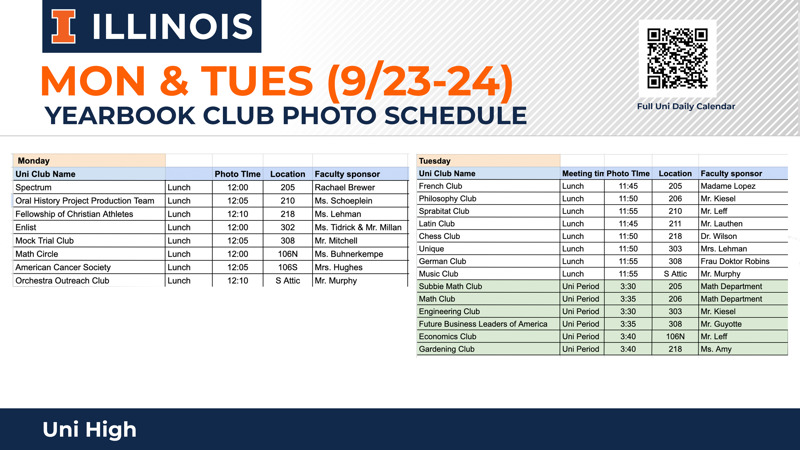 I ILLINOIS
MON & TUES (9/23-24)
YEARBOOK CLUB PHOTO SCHEDULE
Full Uni Daily Calendar
Monday
Uni Club Name Photo TIme Location Faculty sponsor
Spectrum Lunch 12:00 205 Rachael Brewer
Oral History Project Production Team Lunch 12:05 210 Ms. Schoeplein
Fellowship of Christian Athletes Lunch 12:10 218 Ms. Lehman
Enlist Lunch 12:00 302 Ms. Tidrick & Mr. Millan
Mock Trial Club Lunch 12:05 308 Mr. Mitchell
Math Circle Lunch 12:00 106N Ms. Buhnerkempe
American Cancer Society Lunch 12:05 106S Mrs. Hughes
Orchestra Outreach Club Lunch 12:10 S Attic Mr. Murphy
Tuesday
Uni Club Name Meeting tim Photo TIme Location Faculty sponsor
French Club Lunch 11:45 205 Madame Lopez
Philosophy Club Lunch 11:50 206 Mr. Kiesel
Sprabitat Club Lunch 11:55 210 Mr. Leff
Latin Club Lunch 11:45 211 Mr. Lauthen
Chess Club Lunch 11:50 218 Dr. Wilson
Unique Lunch 11:50 303 Mrs. Lehman
German Club Lunch 11:55 308 Frau Doktor Robins
Music Club Lunch 11:55 S Attic Mr. Murphy
Subbie Math Club Uni Period 3:30 205 Math Department
Math Club Uni Period 3:35 206 Math Department
Engineering Club Uni Period 3:30 303 Mr. Kiesel
Future Business Leaders of America Uni Period 3:35 308 Mr. Guyotte
Economics Club Uni Period 3:40 106N Mr. Leff
Gardening Club Uni Period 3:40 218 Ms. Amy
Uni High